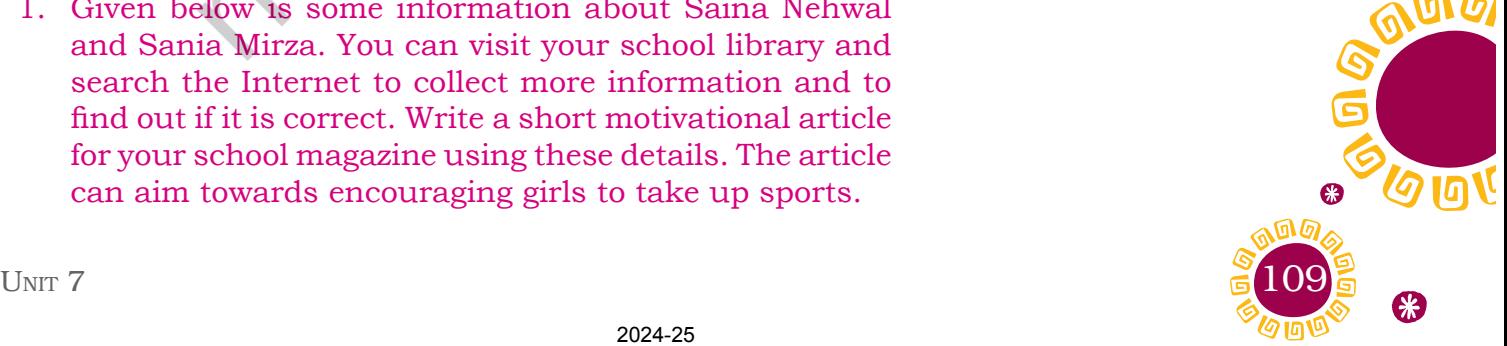 1. Given below is some information about Saina Nehwal
and Sania Mirza. You can visit your school library and
search the Internet to collect more information and to
find out if it is correct. Write a short motivational article
for your school magazine using these details. The article
can aim towards encouraging girls to take up sports.
UNIT 7
109
2024-25